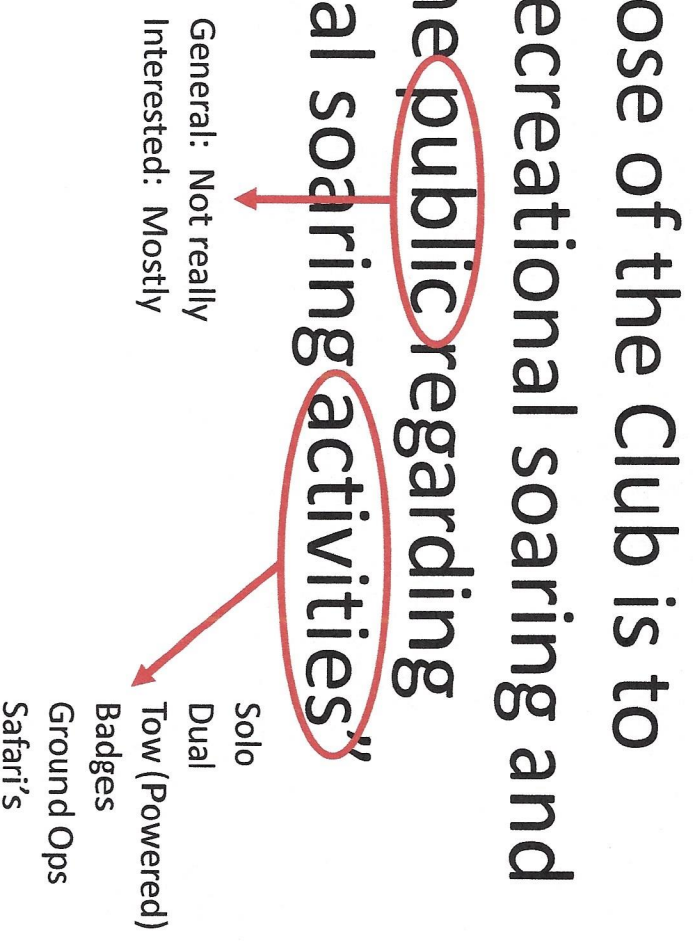 ose of the Club is to
ecreational soaring and
he public regarding
al soaring activities”
General: Not really
Interested: Mostly
Solo
Dual
Tow (Powered)
Badges
Ground Ops
Safari's